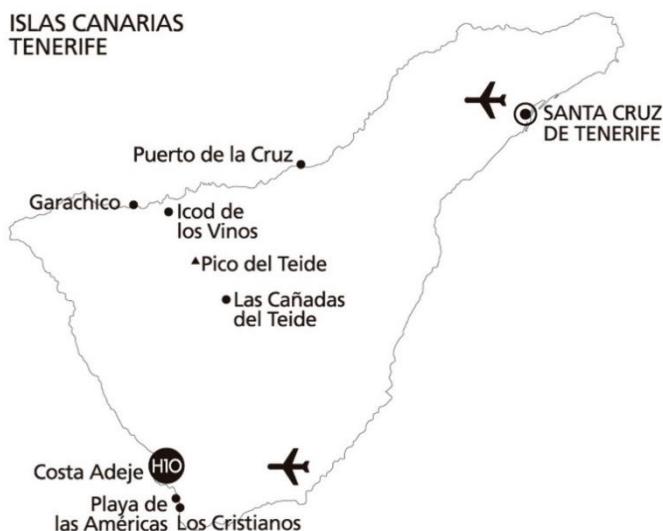 ISLAS CANARIAS
TENERIFE
SANTA CRUZ
DE TENERIFE
Puerto de la Cruz
Garachico
Icod de
los Vinos
Pico del Teide
Las Cañadas
del Teide
Costa Adeje
H10
Playa de
las Américas
Los Cristianos